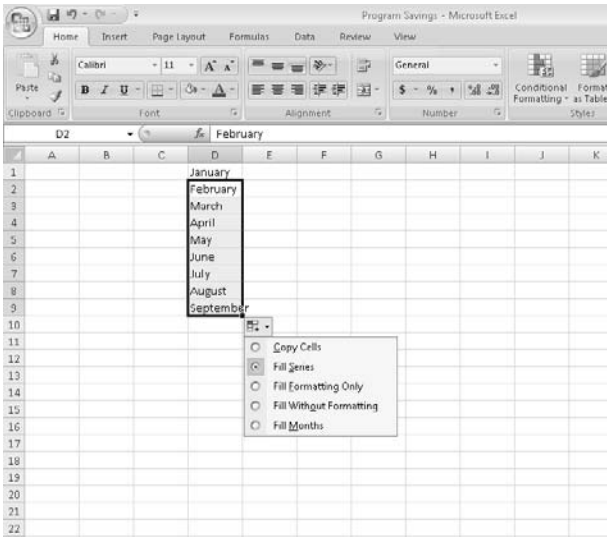 Program Savings - Microsoft Excel
Home Insert Page Layout Formulas Data Review View
Calibri 11 A A General
Paste B I U A $ % , Conditional Formatting Format as Table
Clipboard Font Alignment Number Styles
D2 fx February
A B C D E F G H I J K
1 January
2 February
3 March
4 April
5 May
6 June
7 July
8 August
9 September
10
11 Copy Cells
12 Fill Series
13 Fill Formatting Only
14
15 Fill Without Formatting
16 Fill Months
17
18
19
20
21
22